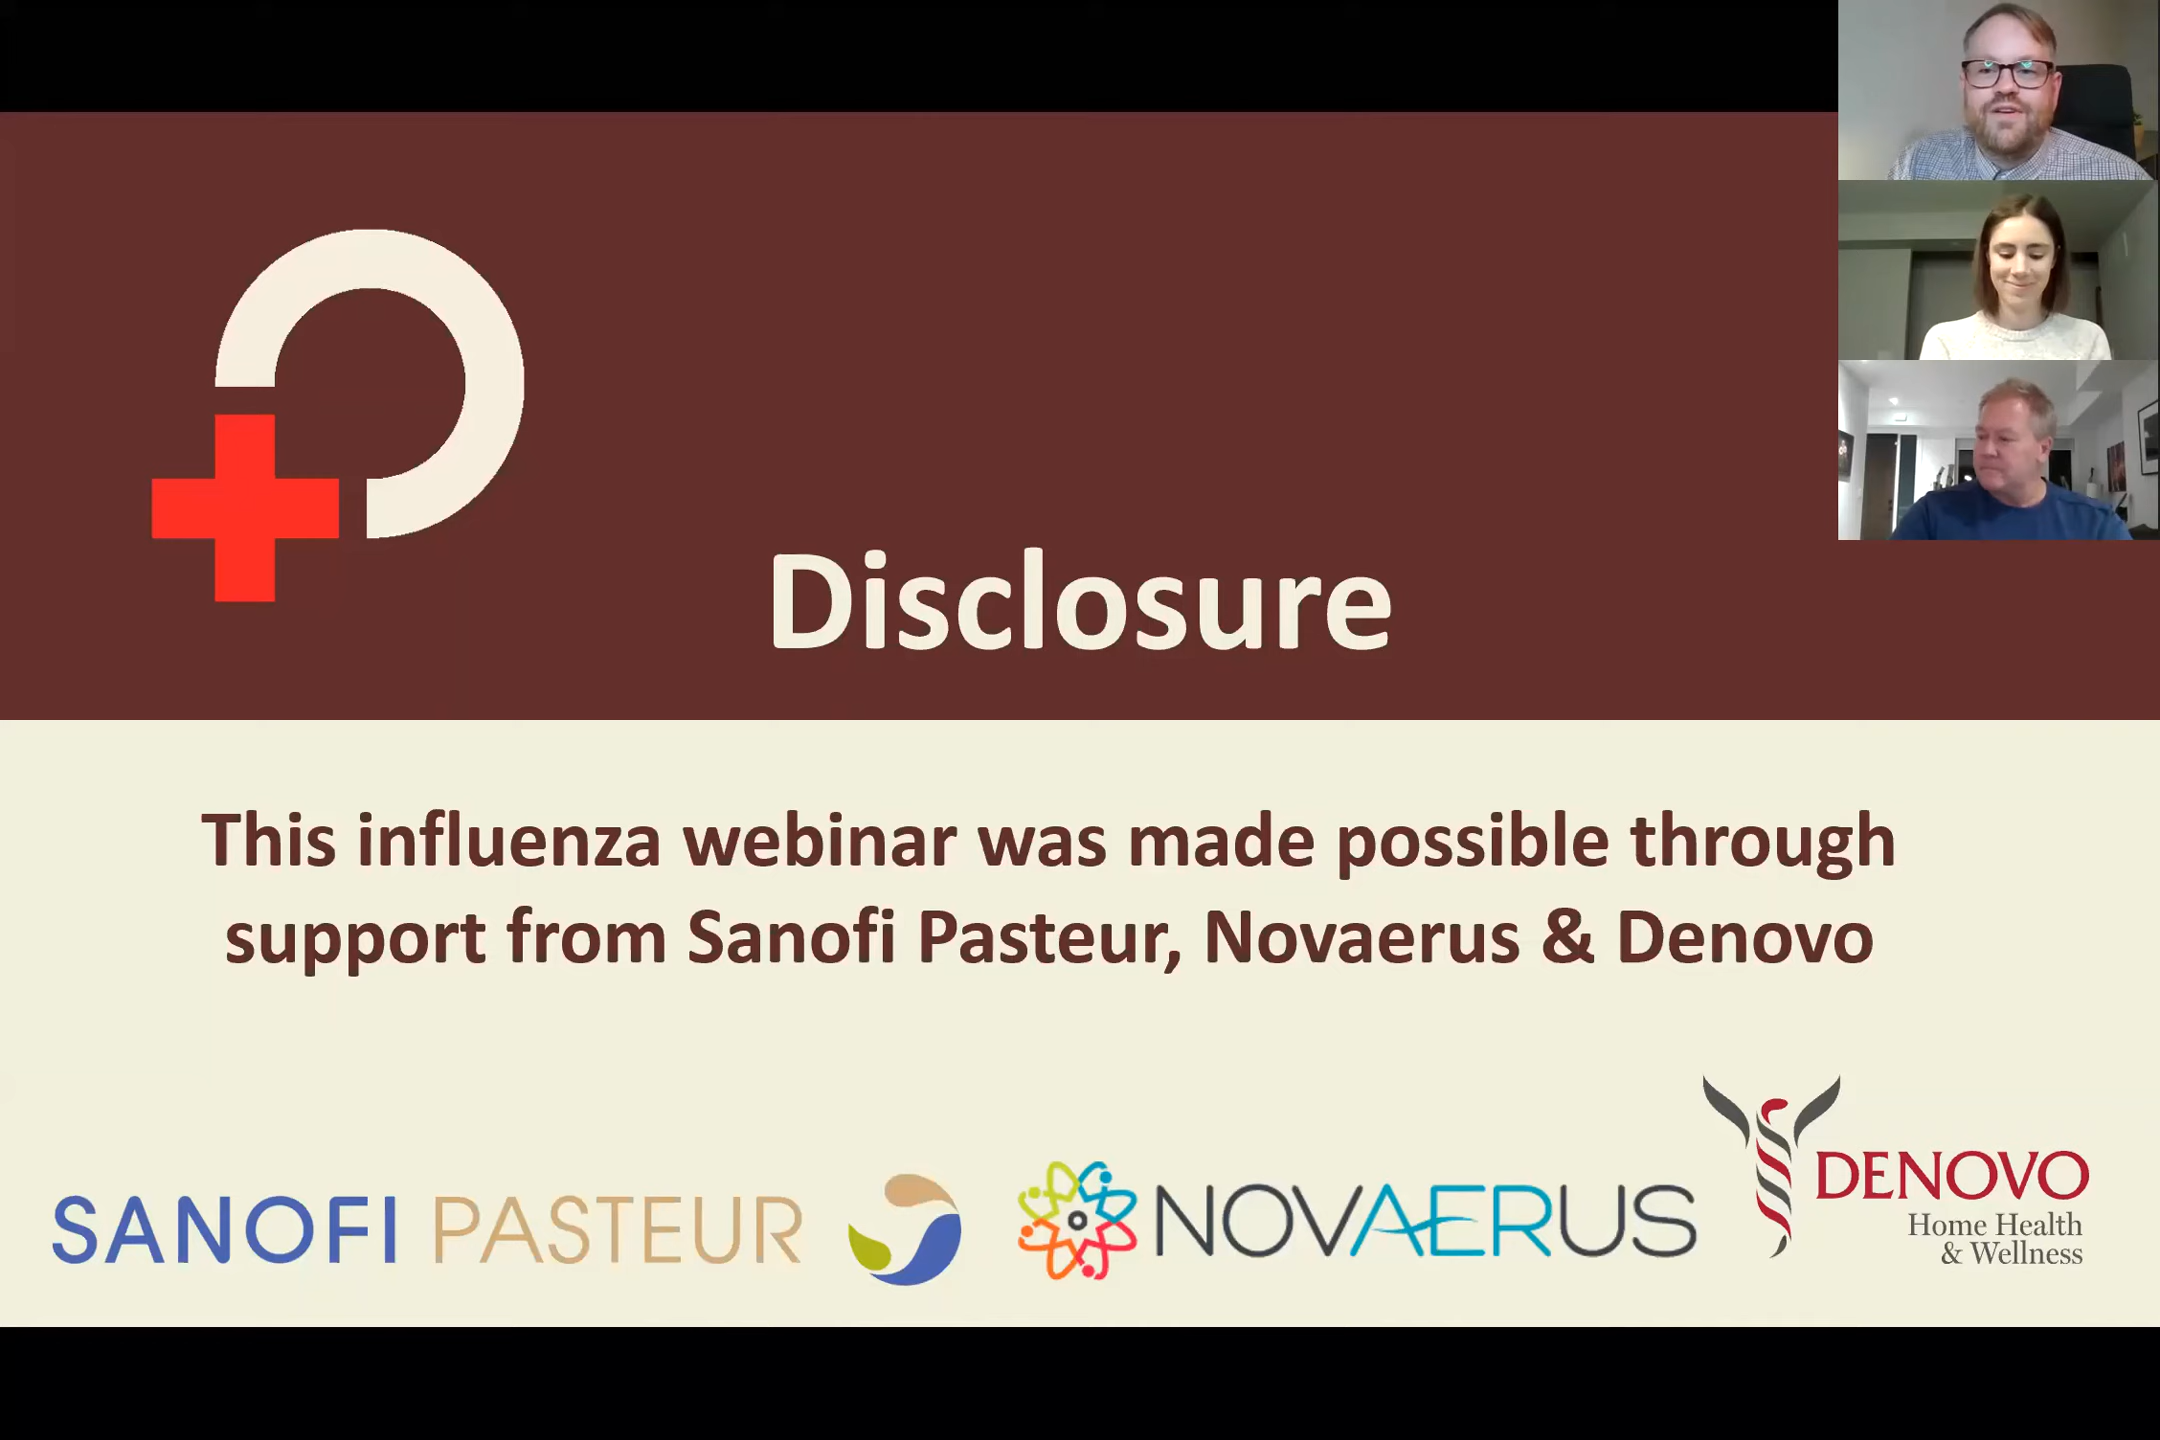 Disclosure
This influenza webinar was made possible through
support from Sanofi Pasteur, Novaerus & Denovo
SANOFI PASTEUR
NOVAERUS
DENOVO
Home Health
& Wellness